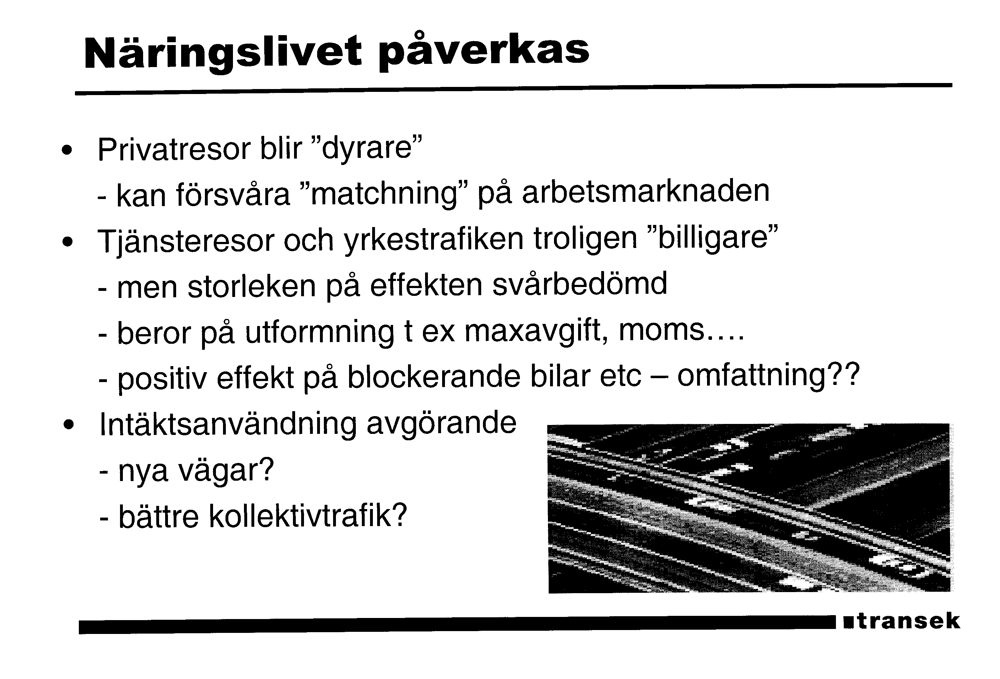 Näringslivet påverkas
• Privatresor blir ”dyrare”
- kan försvåra ”matchning” på arbetsmarknaden
• Tjänsteresor och yrkestrafiken troligen ”billigare”
- men storleken på effekten svårbedömd
- beror på utformning t ex maxavgift, moms....
- positiv effekt på blockerande bilar etc – omfattning??
• Intäktsanvändning avgörande
- nya vägar?
- bättre kollektivtrafik?
transek